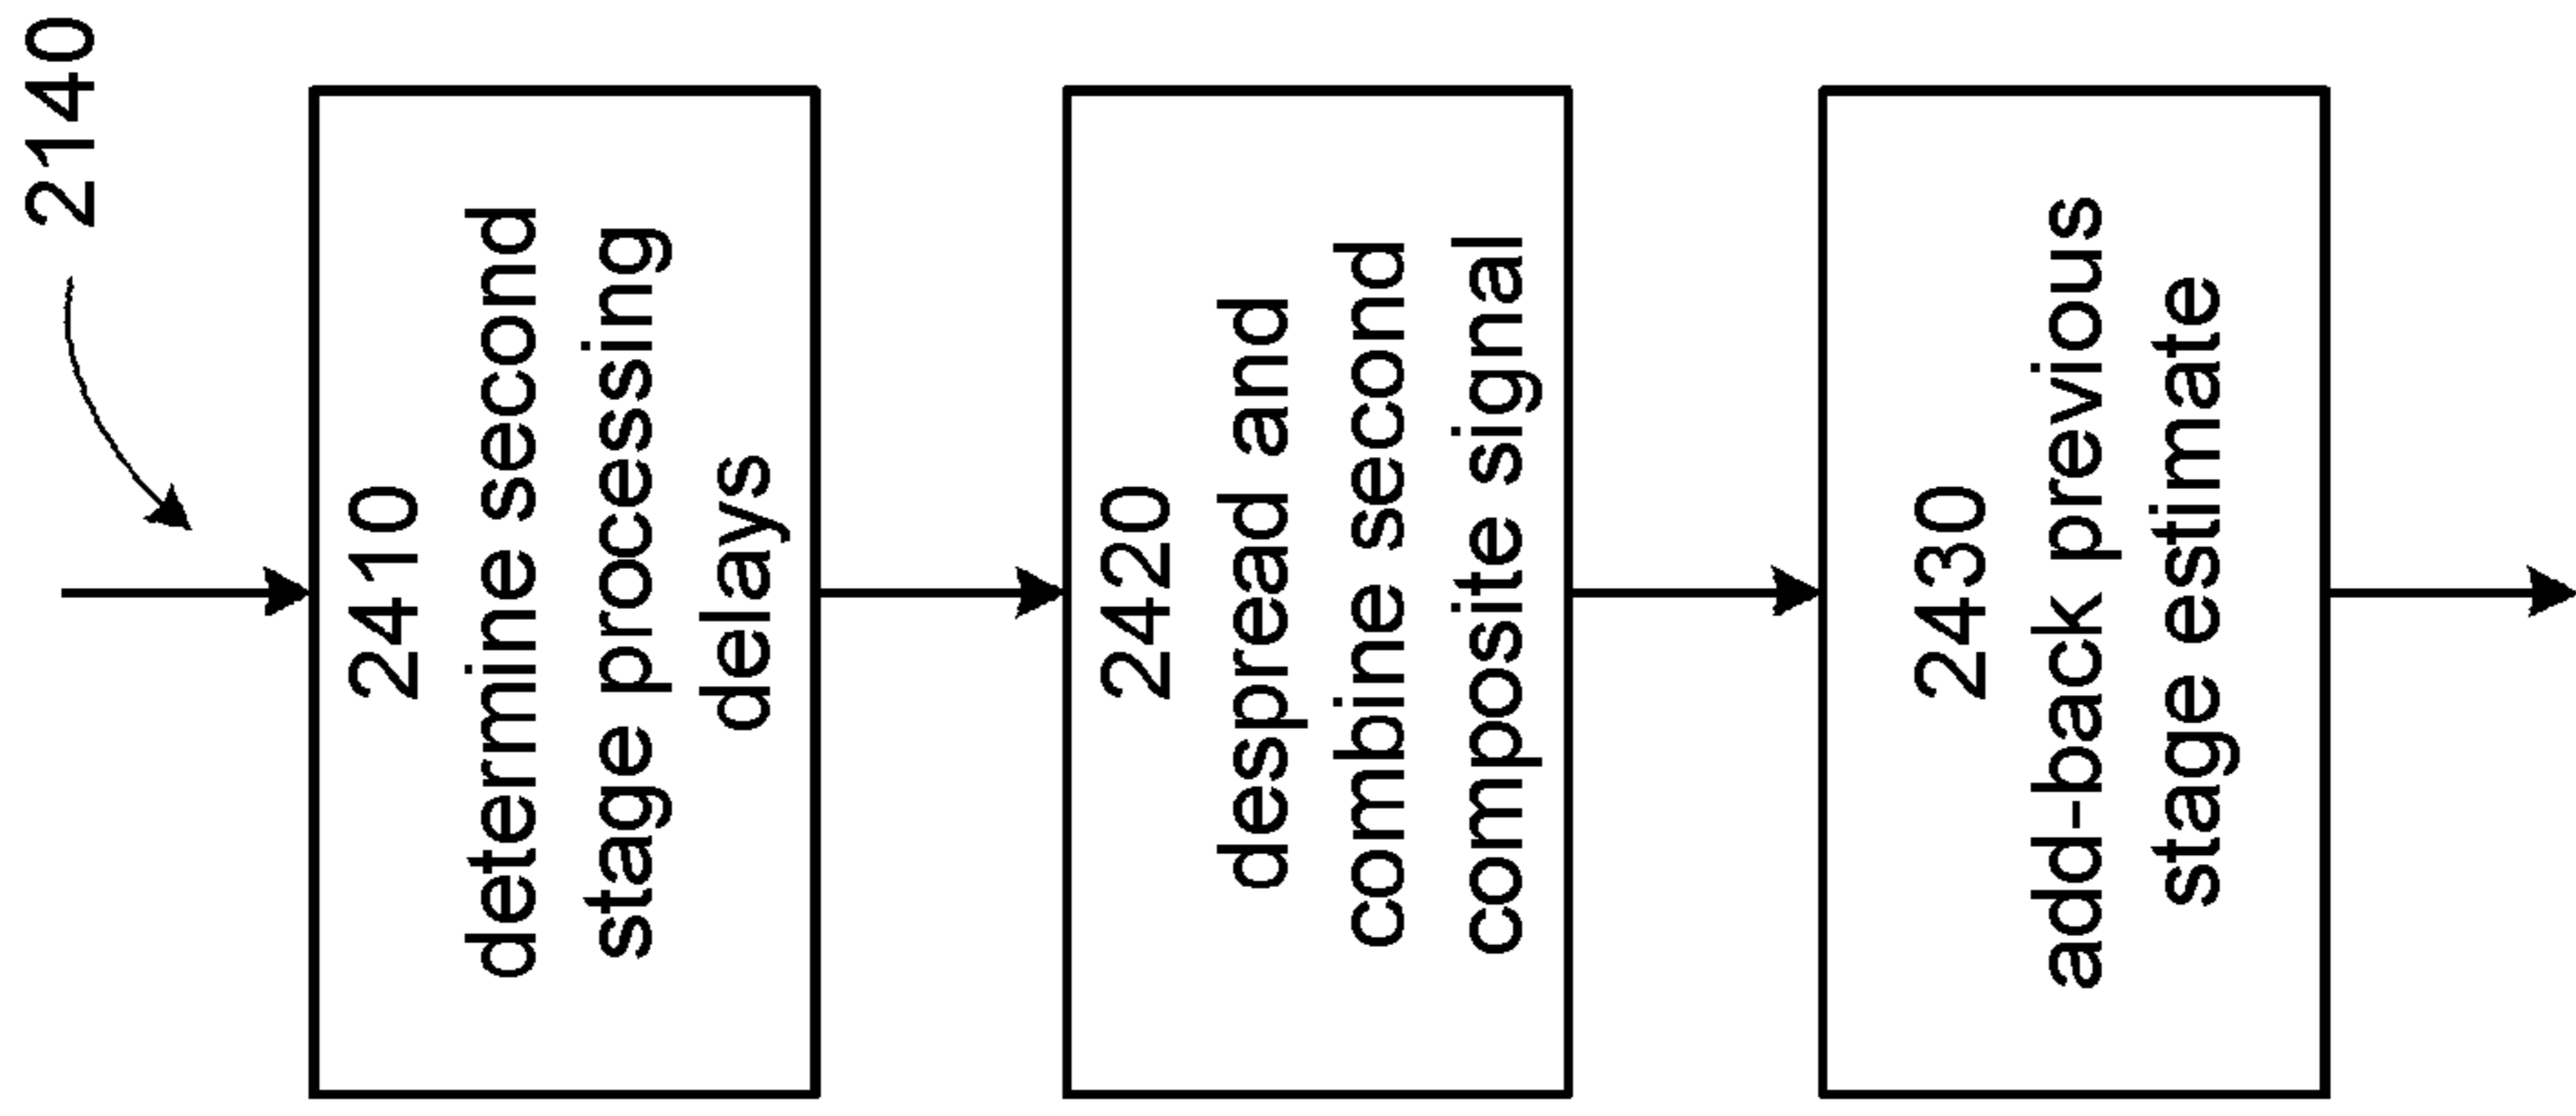 2140
2410
determine second
stage processing
delays
2420
despread and
combine second
composite signal
2430
add-back previous
stage estimate